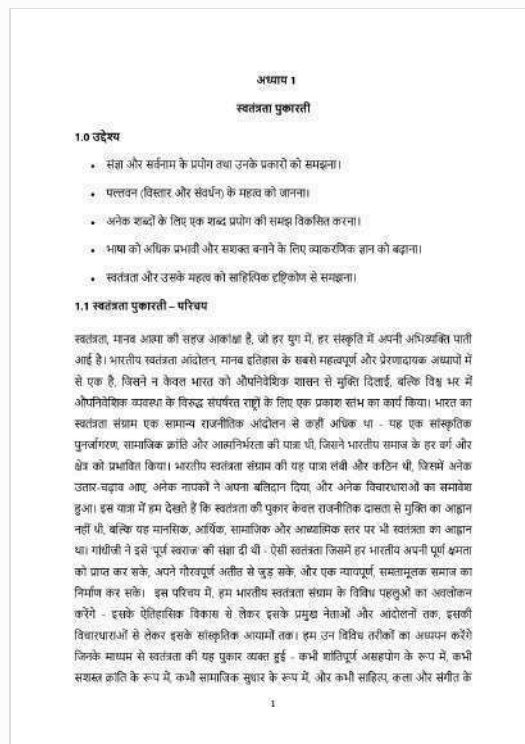 अध्याय 1
स्वतंत्रता पुकारती
1.0 उद्देश्य
• संज्ञा और सर्वनाम के प्रयोग तथा उनके प्रकारों को समझना।
• पल्लवन (विस्तार और संवर्धन) के महत्व को जानना।
• अनेक शब्दों के लिए एक शब्द प्रयोग की समझ विकसित करना।
• भाषा को अधिक प्रभावी और सशक्त बनाने के लिए व्याकरणिक ज्ञान को बढ़ाना।
• स्वतंत्रता और उसके महत्व को साहित्यिक दृष्टिकोण से समझना।
1.1 स्वतंत्रता पुकारती – परिचय
स्वतंत्रता, मानव आत्मा की सहज आकांक्षा है, जो हर युग में, हर संस्कृति में अपनी अभिव्यक्ति पाती
आई है। भारतीय स्वतंत्रता आंदोलन, मानव इतिहास के सबसे महत्वपूर्ण और प्रेरणादायक अध्यायों में
से एक है, जिसने न केवल भारत को औपनिवेशिक शासन से मुक्ति दिलाई, बल्कि विश्व भर में
औपनिवेशिक व्यवस्था के विरुद्ध संघर्षरत राष्ट्रों के लिए एक प्रकाश स्तंभ का कार्य किया। भारत का
स्वतंत्रता संग्राम एक सामान्य राजनीतिक आंदोलन से कहीं अधिक था - यह एक सांस्कृतिक
पुनर्जागरण, सामाजिक क्रांति और आत्मनिर्भरता की यात्रा थी, जिसने भारतीय समाज के हर वर्ग और
क्षेत्र को प्रभावित किया। भारतीय स्वतंत्रता संग्राम की यह यात्रा लंबी और कठिन थी, जिसमें अनेक
उतार-चढ़ाव आए, अनेक नायकों ने अपना बलिदान दिया, और अनेक विचारधाराओं का समावेश
हुआ। इस यात्रा में हम देखते हैं कि स्वतंत्रता की पुकार केवल राजनीतिक दासता से मुक्ति का आह्वान
नहीं थी, बल्कि यह मानसिक, आर्थिक, सामाजिक और आध्यात्मिक स्तर पर भी स्वतंत्रता का आह्वान
था। गांधीजी ने इसे 'पूर्ण स्वराज' की संज्ञा दी थी - ऐसी स्वतंत्रता जिसमें हर भारतीय अपनी पूर्ण क्षमता
को प्राप्त कर सके, अपने गौरवपूर्ण अतीत से जुड़ सके, और एक न्यायपूर्ण, समतामूलक समाज का
निर्माण कर सके। इस परिचय में, हम भारतीय स्वतंत्रता संग्राम के विविध पहलुओं का अवलोकन
करेंगे - इसके ऐतिहासिक विकास से लेकर इसके प्रमुख नेताओं और आंदोलनों तक, इसकी
विचारधाराओं से लेकर इसके सांस्कृतिक आयामों तक। हम उन विविध तरीकों का अध्ययन करेंगे
जिनके माध्यम से स्वतंत्रता की यह पुकार व्यक्त हुई - कभी शांतिपूर्ण असहयोग के रूप में, कभी
सशस्त्र क्रांति के रूप में, कभी सामाजिक सुधार के रूप में, और कभी साहित्य, कला और संगीत के
1